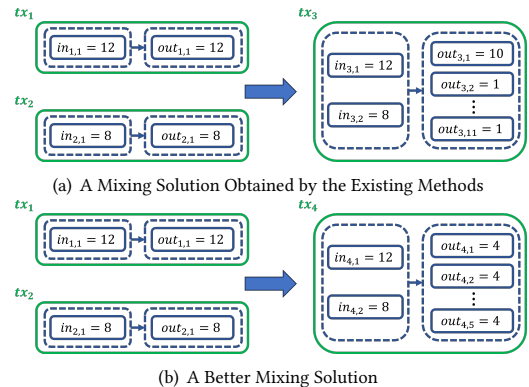 tx₁
in₁,₁ = 12
out₁,₁ = 12
tx₂
in₂,₁ = 8
out₂,₁ = 8
tx₃
in₃,₁ = 12
in₃,₂ = 8
out₃,₁ = 10
out₃,₂ = 1
⋮
out₃,₁₁ = 1
(a) A Mixing Solution Obtained by the Existing Methods
tx₁
in₁,₁ = 12
out₁,₁ = 12
tx₂
in₂,₁ = 8
out₂,₁ = 8
tx₄
in₄,₁ = 12
in₄,₂ = 8
out₄,₁ = 4
out₄,₂ = 4
⋮
out₄,₅ = 4
(b) A Better Mixing Solution